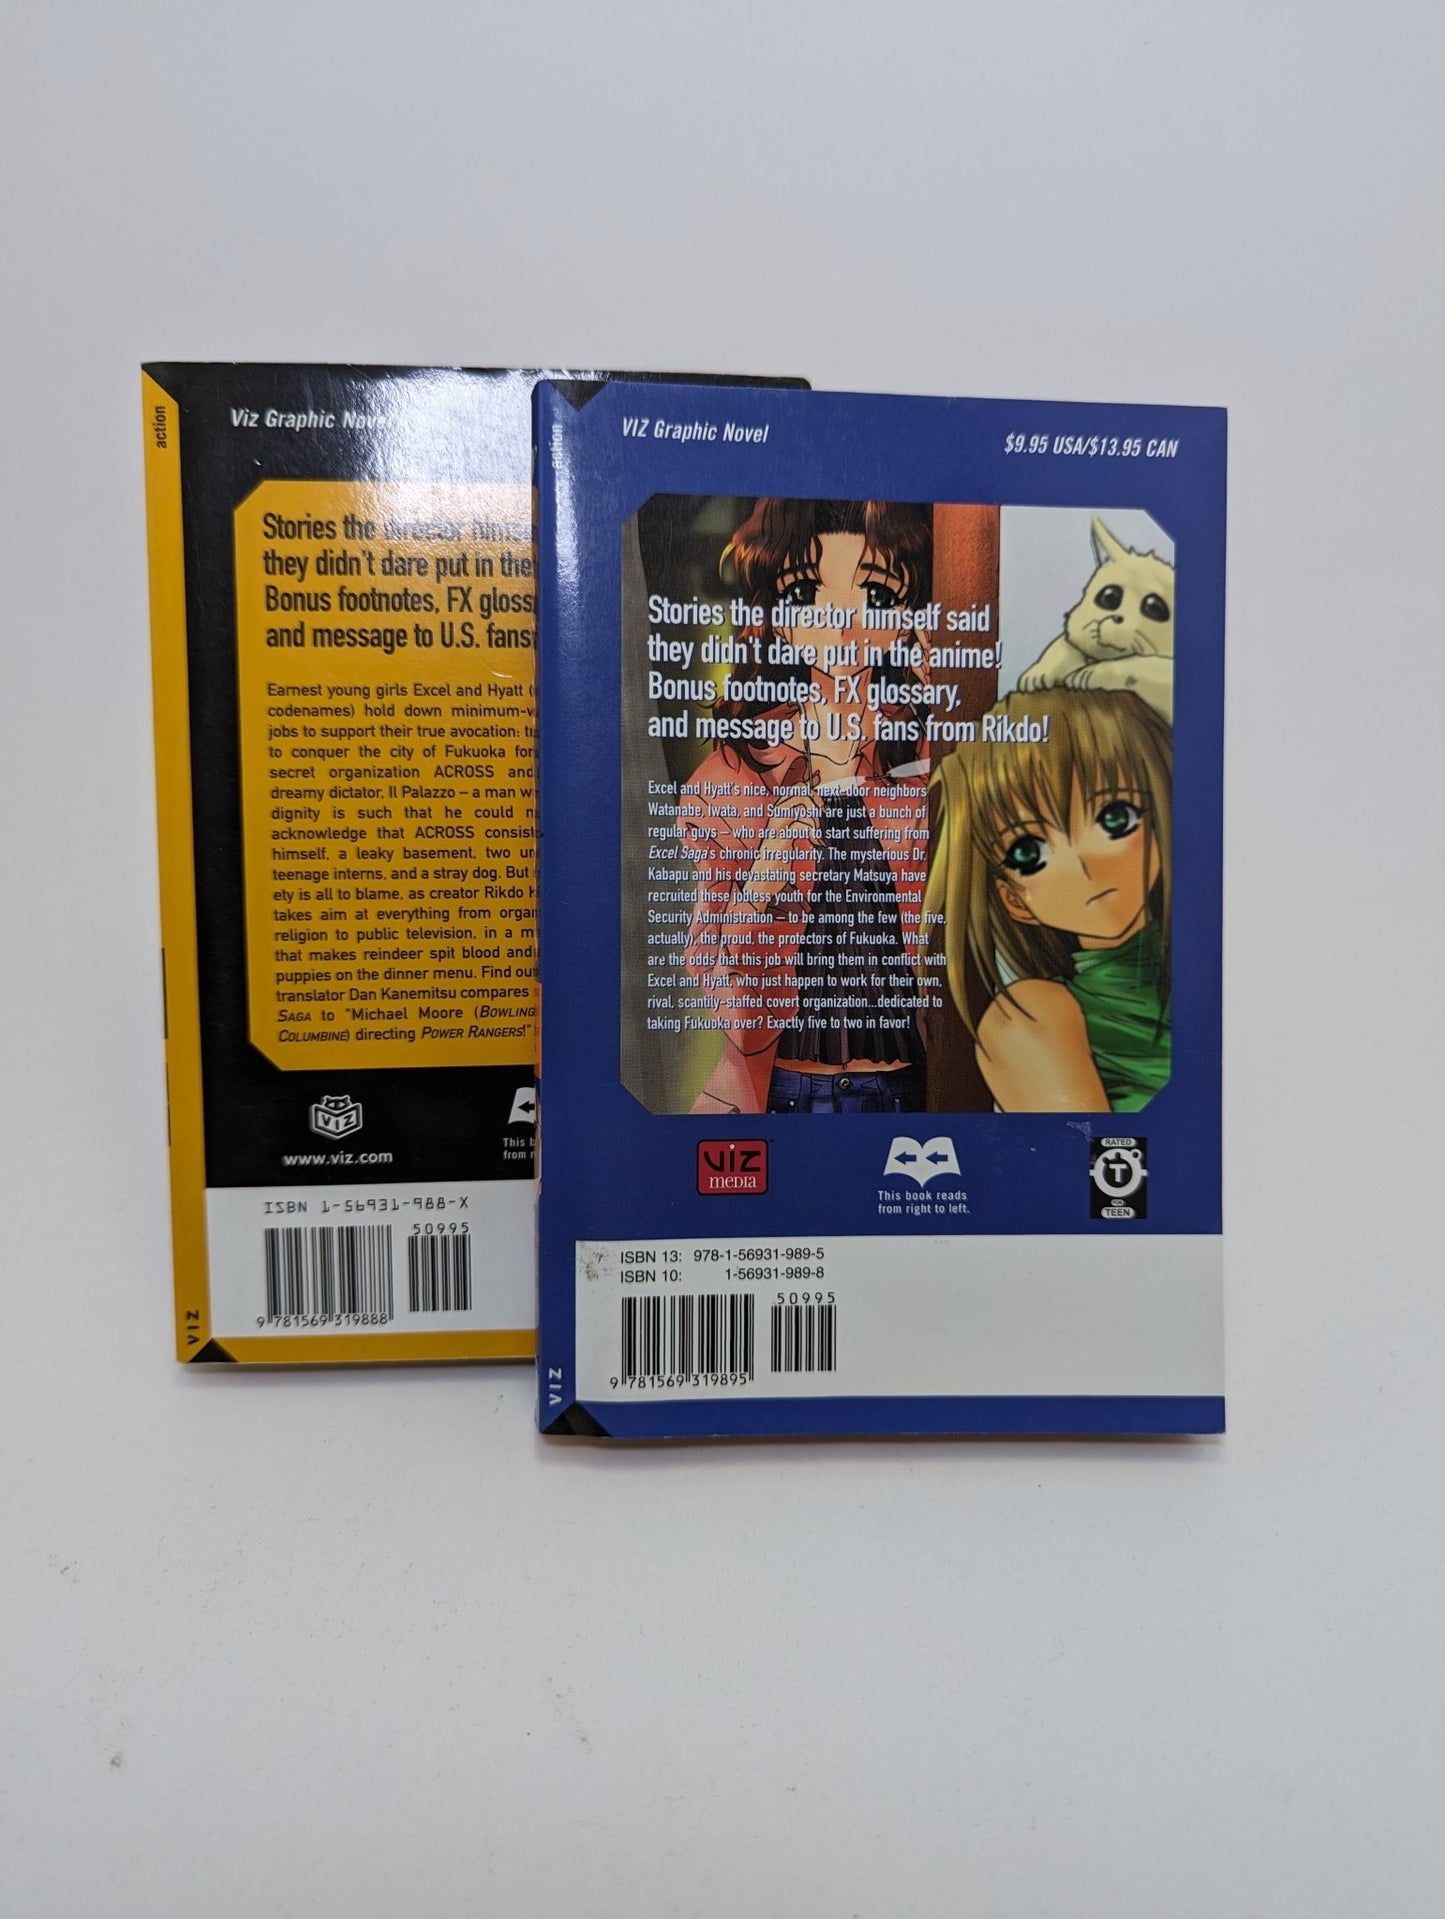 action
Viz Graphic Novel
Stories the director himse
they didn't dare put in the
Bonus footnotes, FX gloss
and message to U.S. fans
Earnest young girls Excel and Hyatt (
codenames) hold down minimum-w
jobs to support their true avocation:
to conquer the city of Fukuoka for
secret organization ACROSS and
dreamy dictator, Il Palazzo – a man w
dignity is such that he could n
acknowledge that ACROSS consist
himself, a leaky basement, two un
teenage interns, and a stray dog. But
ety is all to blame, as creator Rikdo
takes aim at everything from organ
religion to public television, in a m
that makes reindeer spit blood and
puppies on the dinner menu. Find out
translator Dan Kanemitsu compares
SAGA to "Michael Moore (BOWLING
COLUMBINE) directing POWER RANGERS!"
VIZ
www.viz.com
This b
from r
ISBN 1-56931-988-X
50995
9 781569 319888
VIZ
action
VIZ Graphic Novel
$9.95 USA/$13.95 CAN
Stories the director himself said
they didn't dare put in the anime!
Bonus footnotes, FX glossary,
and message to U.S. fans from Rikdo!
Excel and Hyatt's nice, normal, next-door neighbors
Watanabe, Iwata, and Sumiyoshi are just a bunch of
regular guys – who are about to start suffering from
Excel Saga's chronic irregularity. The mysterious Dr.
Kabapu and his devastating secretary Matsuya have
recruited these jobless youth for the Environmental
Security Administration – to be among the few (the five,
actually), the proud, the protectors of Fukuoka. What
are the odds that this job will bring them in conflict with
Excel and Hyatt, who just happen to work for their own,
rival, scantily-staffed covert organization...dedicated to
taking Fukuoka over? Exactly five to two in favor!
VIZ
MEDIA
TM
This book reads
from right to left.
RATED
T
FOR
TEEN
ISBN 13: 978-1-56931-989-5
ISBN 10: 1-56931-989-8
50995
9 781569 319895
VIZ